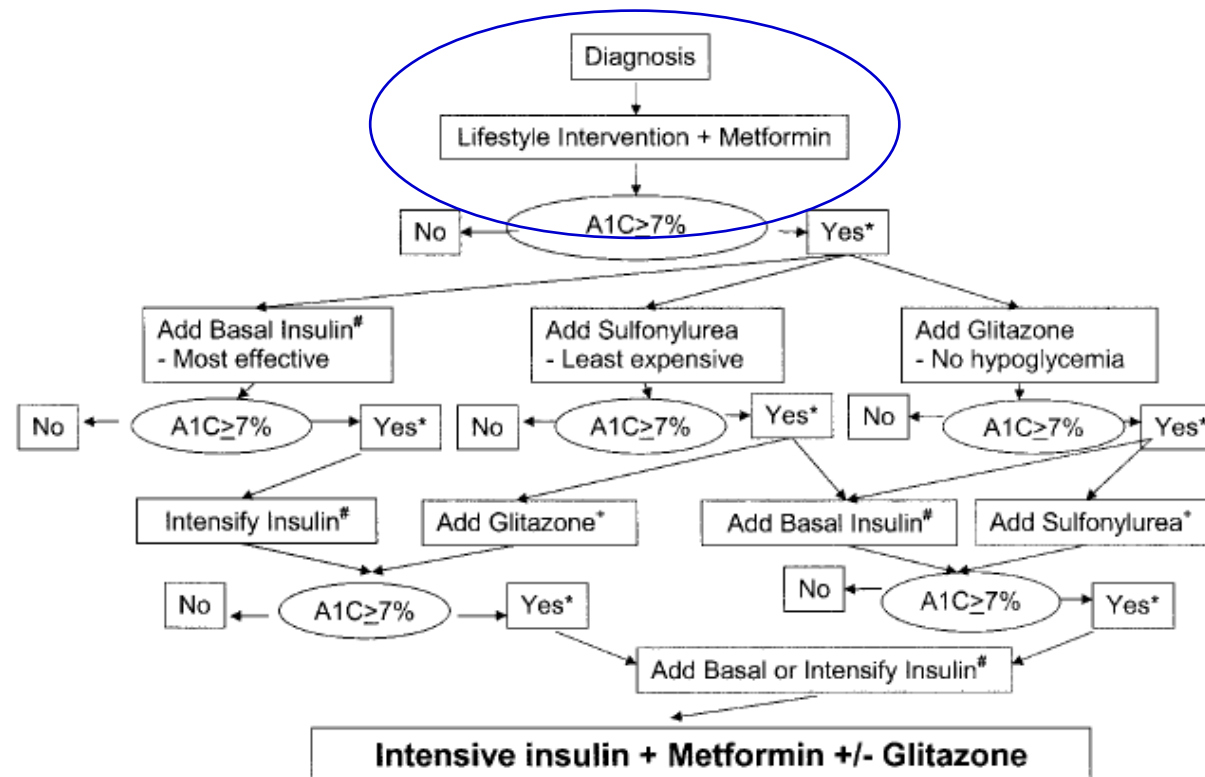 Diagnosis
Lifestyle Intervention + Metformin
No
A1C≥7%
Yes*
Add Basal Insulin#
- Most effective
Add Sulfonylurea
- Least expensive
Add Glitazone
- No hypoglycemia
No
A1C≥7%
Yes*
No
A1C≥7%
Yes*
No
A1C≥7%
Yes*
Intensify Insulin#
Add Glitazone+
Add Basal Insulin#
Add Sulfonylurea+
No
A1C≥7%
Yes*
No
A1C≥7%
Yes*
Add Basal or Intensify Insulin#
Intensive insulin + Metformin +/- Glitazone